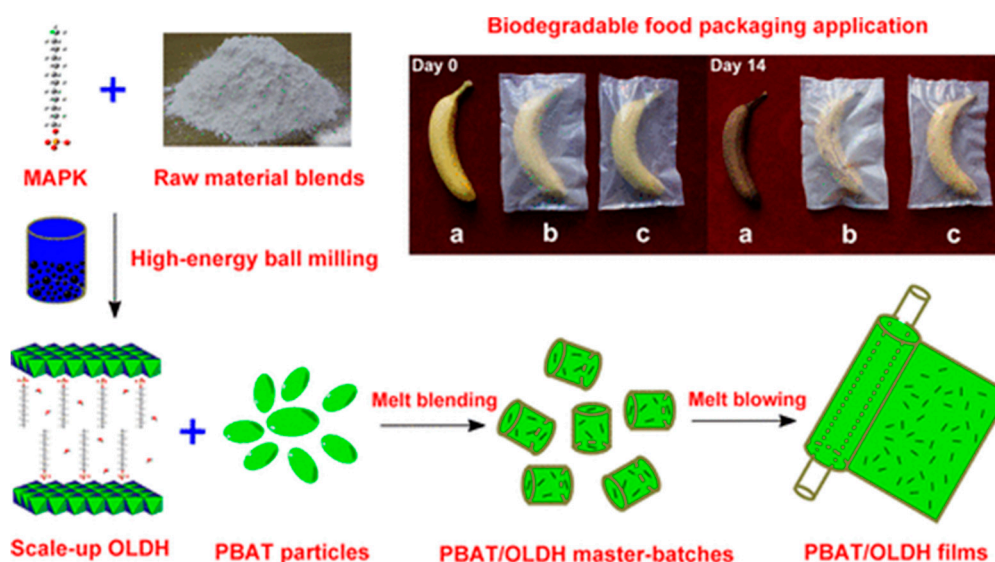 Biodegradable food packaging application
Day 0
Day 14
MAPK
Raw material blends
a
b
c
a
b
c
High-energy ball milling
Melt blending
Melt blowing
Scale-up OLDH
PBAT particles
PBAT/OLDH master-batches
PBAT/OLDH films